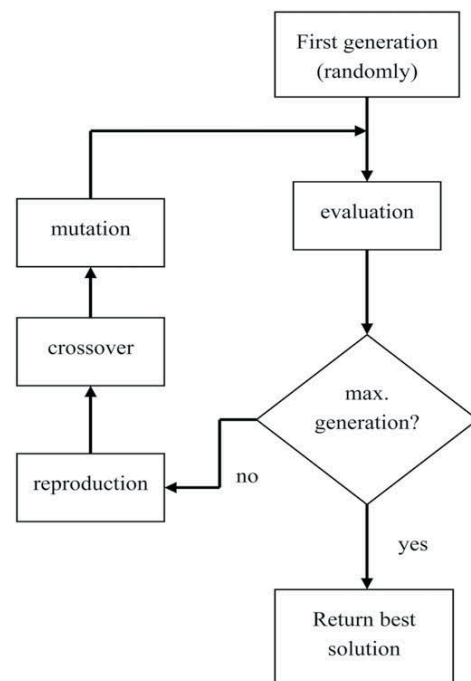 First generation
(randomly)
evaluation
mutation
crossover
reproduction
max.
generation?
no
yes
Return best
solution